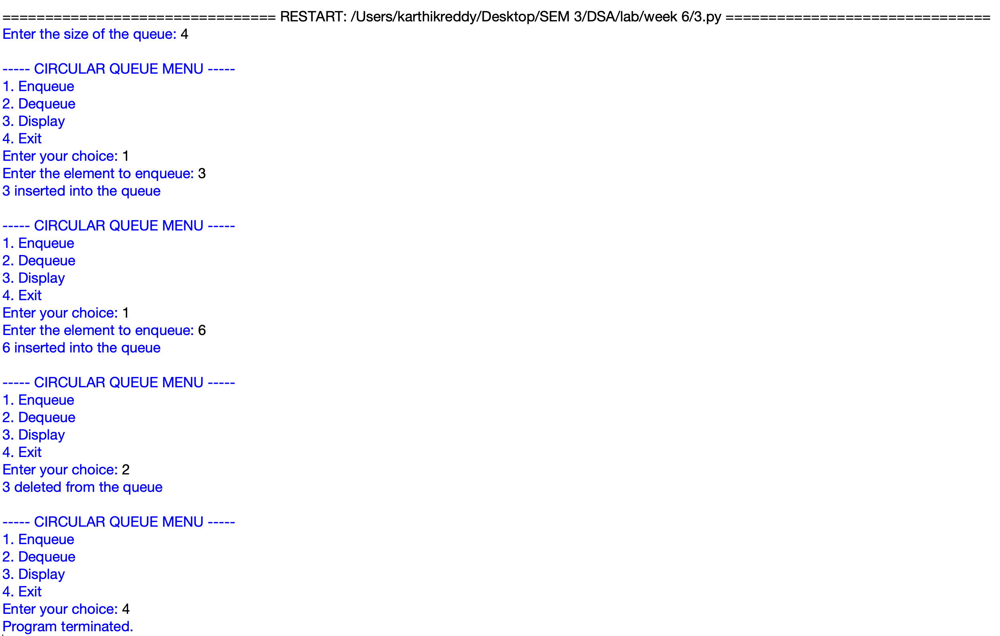 ================================ RESTART: /Users/karthikreddy/Desktop/SEM 3/DSA/lab/week 6/3.py ===============================
Enter the size of the queue: 4

----- CIRCULAR QUEUE MENU -----
1. Enqueue
2. Dequeue
3. Display
4. Exit
Enter your choice: 1
Enter the element to enqueue: 3
3 inserted into the queue

----- CIRCULAR QUEUE MENU -----
1. Enqueue
2. Dequeue
3. Display
4. Exit
Enter your choice: 1
Enter the element to enqueue: 6
6 inserted into the queue

----- CIRCULAR QUEUE MENU -----
1. Enqueue
2. Dequeue
3. Display
4. Exit
Enter your choice: 2
3 deleted from the queue

----- CIRCULAR QUEUE MENU -----
1. Enqueue
2. Dequeue
3. Display
4. Exit
Enter your choice: 4
Program terminated.